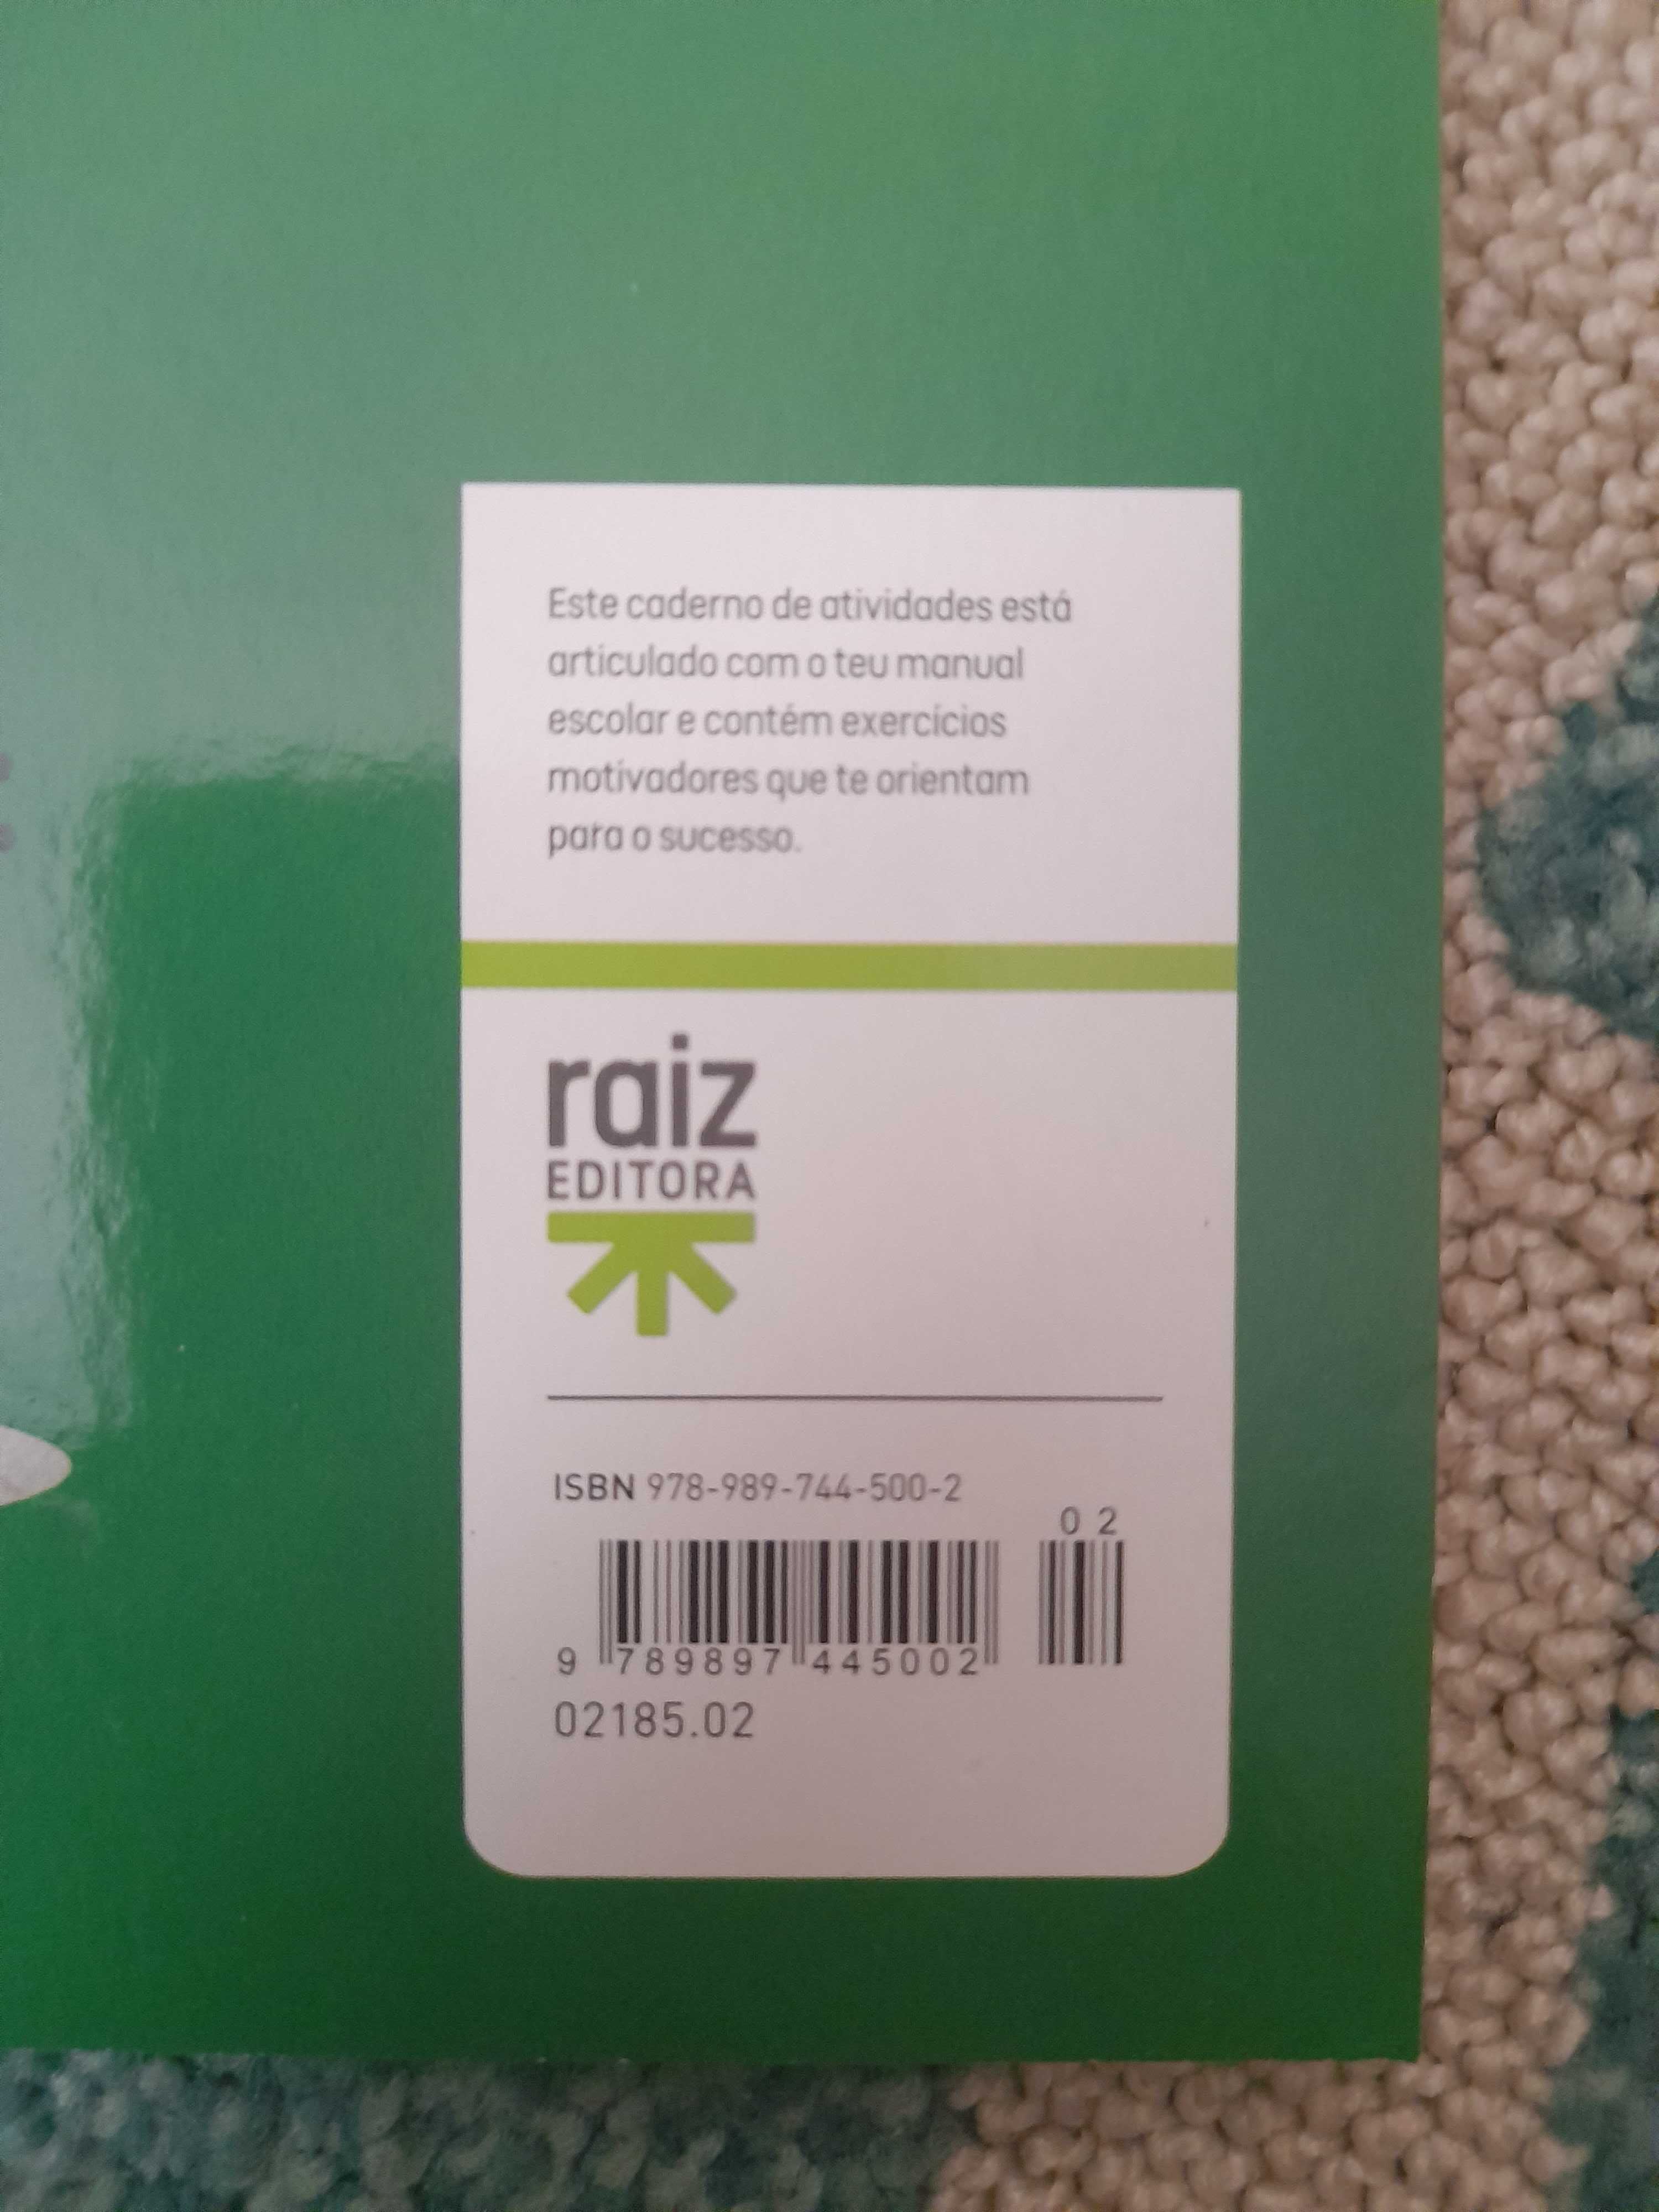 Este caderno de atividades está
articulado com o teu manual
escolar e contém exercícios
motivadores que te orientam
para o sucesso.
raiz
EDITORA
ISBN 978-989-744-500-2
0 2
9 789897 445002
02185.02